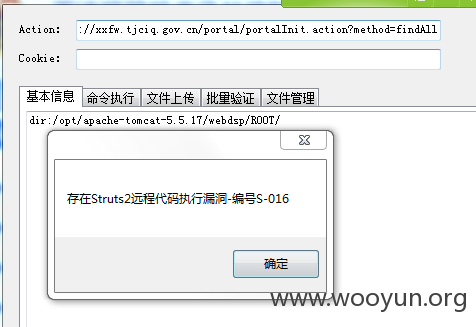 Action: ://xxfw.tjciq.gov.cn/portal/portalInit.action?method=findAll
Cookie:
基本信息 命令执行 文件上传 批量验证 文件管理
dir:/opt/apache-tomcat-5.5.17/webdsp/ROOT/
存在Struts2远程代码执行漏洞-编号S-016
确定
www.wooyun.org